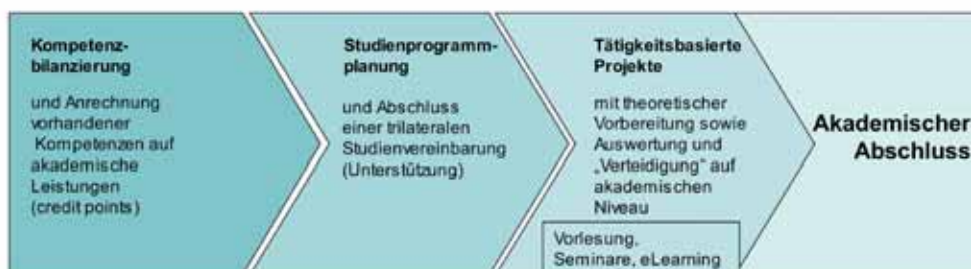 Kompetenz-
bilanzierung
und Anrechnung
vorhandener
Kompetenzen auf
akademische
Leistungen
(credit points)
Studienprogramm-
planung
und Abschluss
einer trilateralen
Studienvereinbarung
(Unterstützung)
Tätigkeitsbasierte
Projekte
mit theoretischer
Vorbereitung sowie
Auswertung und
„Verteidigung“ auf
akademischen
Niveau
Vorlesung,
Seminare, eLearning
Akademischer
Abschluss